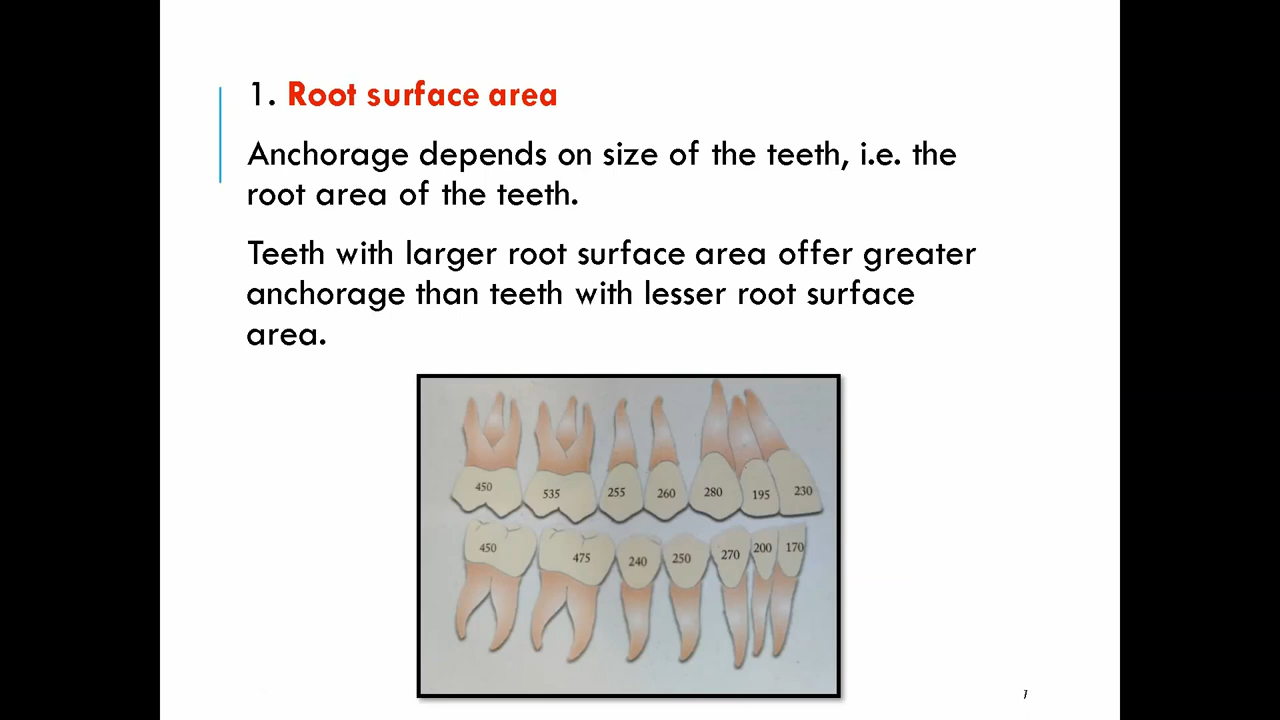 1. Root surface area
Anchorage depends on size of the teeth, i.e. the
root area of the teeth.
Teeth with larger root surface area offer greater
anchorage than teeth with lesser root surface
area.
450 535 255 260 280 195 230
450 475 240 250 270 200 170
7